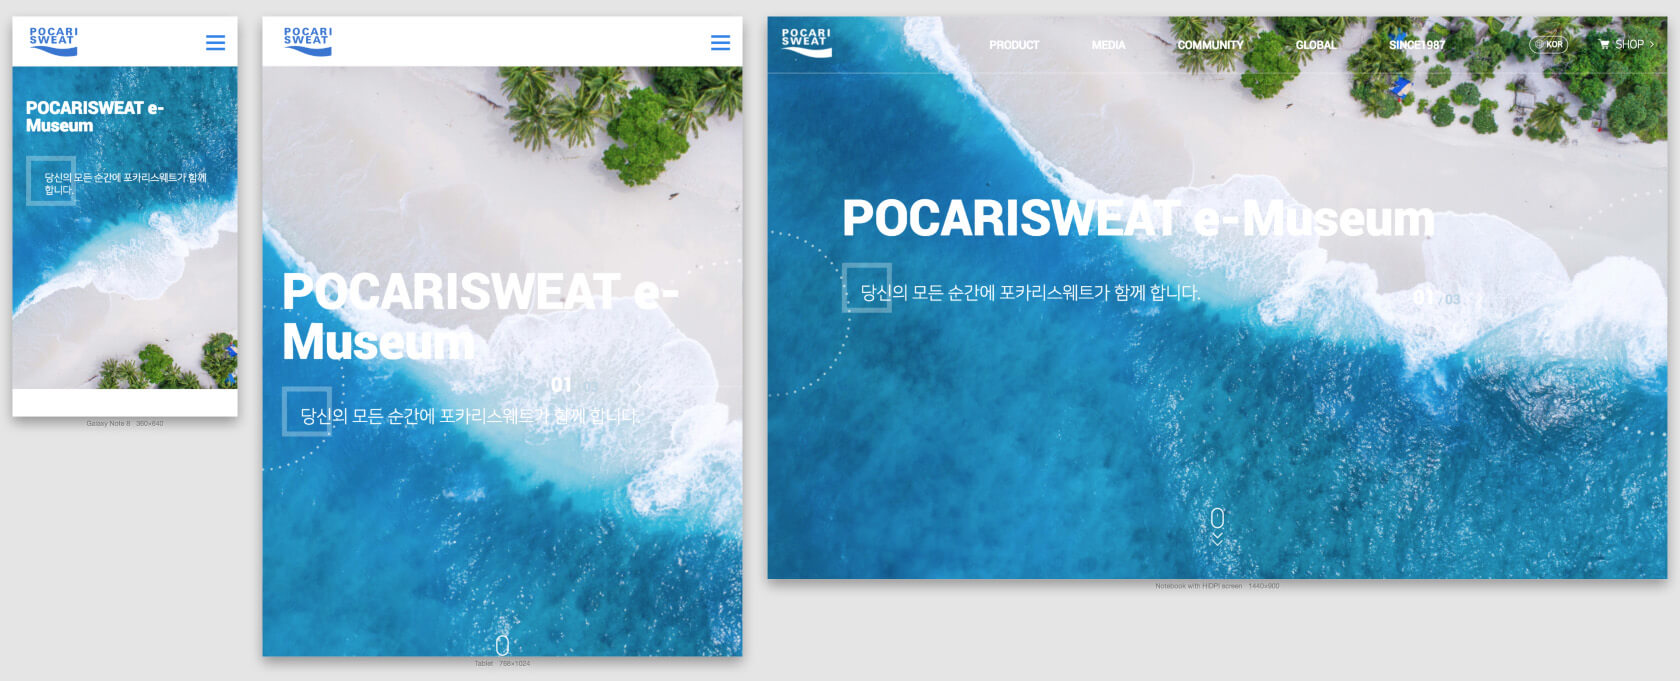 POCARI
SWEAT
POCARISWEAT e-
Museum
당신의 모든 순간에 포카리스웨트가 함께
합니다.
Galaxy Note 8 360×640
POCARI
SWEAT
POCARISWEAT e-
Museum
01
03
당신의 모든 순간에 포카리스웨트가 함께 합니다.
Tablet 768×1024
POCARI
SWEAT
PRODUCT
MEDIA
COMMUNITY
GLOBAL
SINCE1987
KOR
SHOP
POCARISWEAT e-Museum
당신의 모든 순간에 포카리스웨트가 함께 합니다.
01 / 03
Notebook with HiDPI screen 1440×900